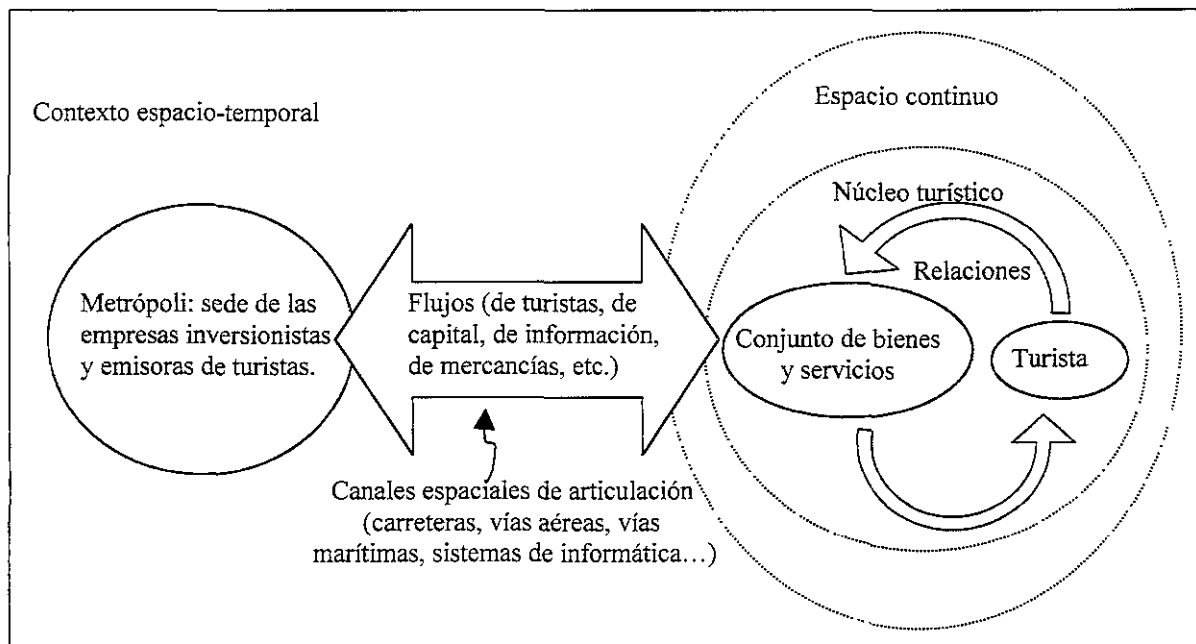 Contexto espacio-temporal
Espacio continuo
Núcleo turístico
Relaciones
Metrópoli: sede de las
empresas inversionistas
y emisoras de turistas.
Flujos (de turistas, de
capital, de información,
de mercancías, etc.)
Conjunto de bienes
y servicios
Turista
Canales espaciales de articulación
(carreteras, vías aéreas, vías
marítimas, sistemas de informática...)